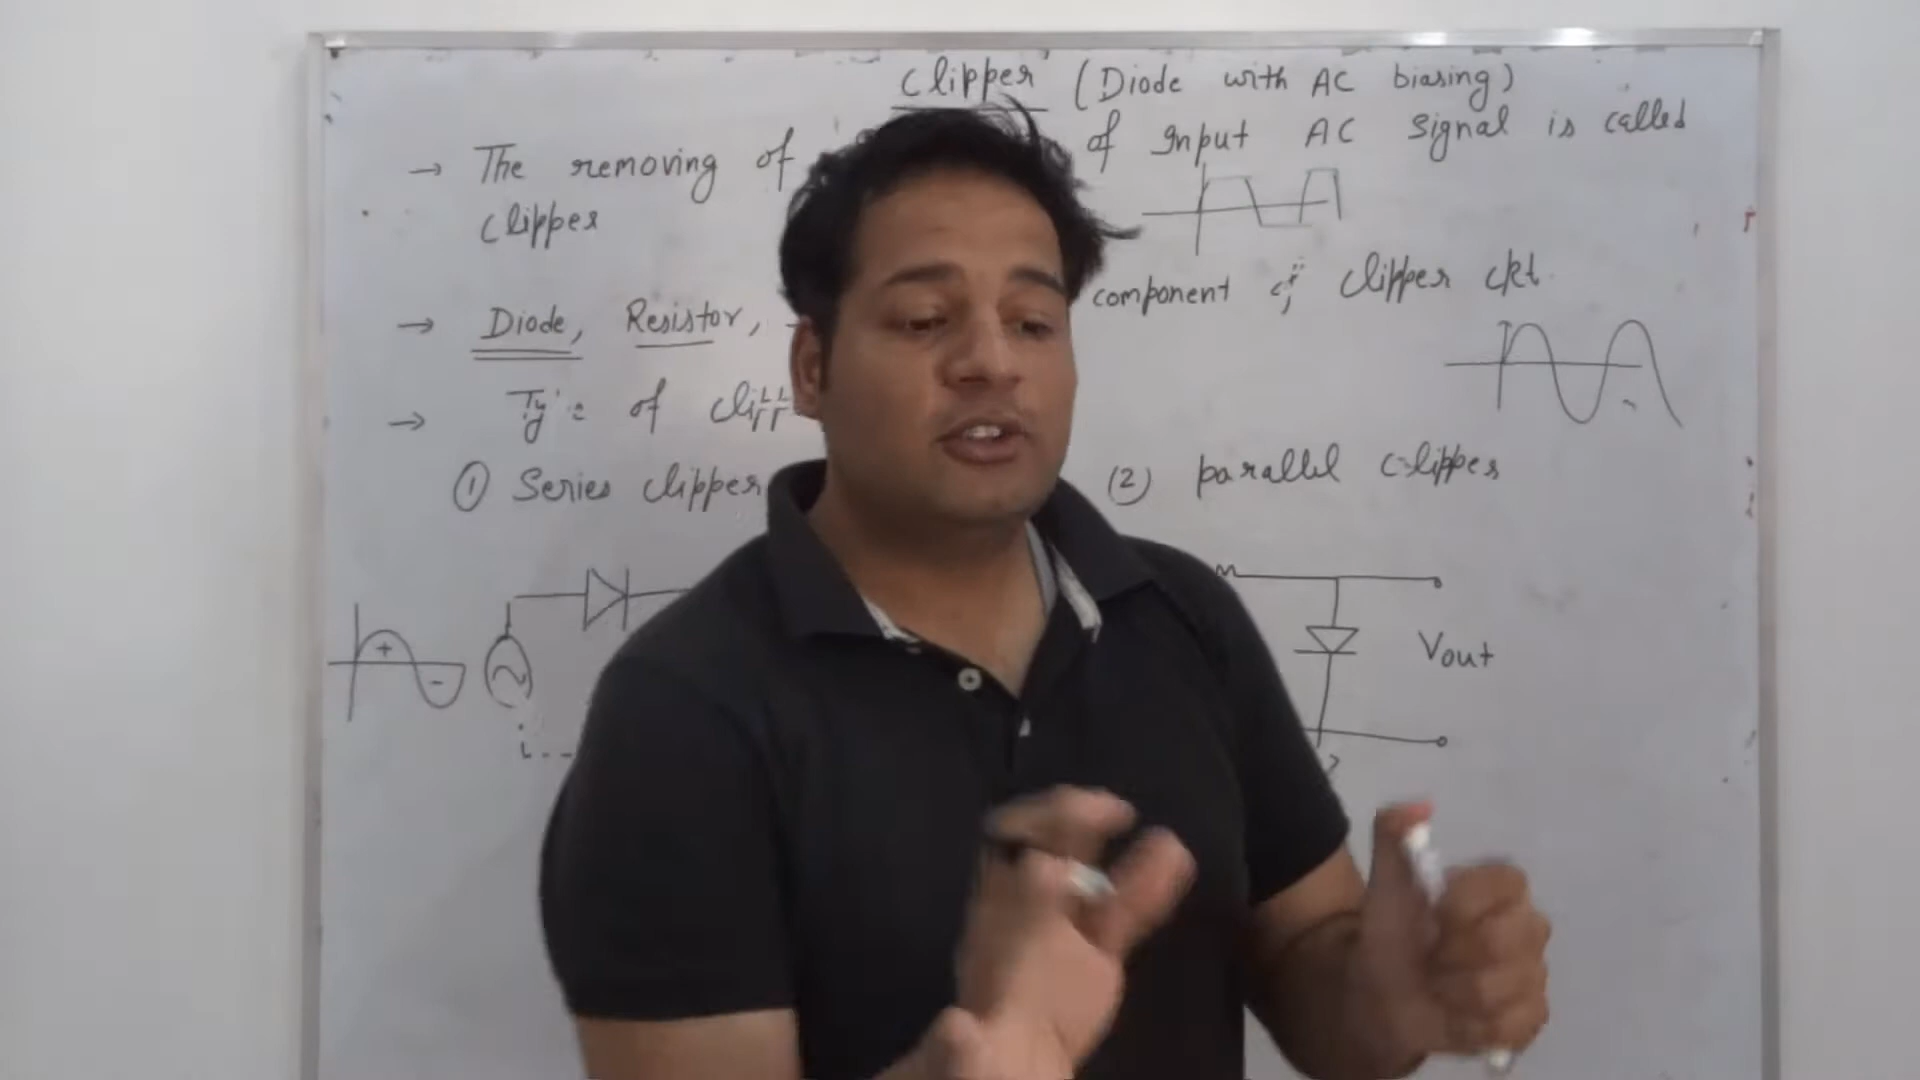 Clipper (Diode with AC biasing)
→ The removing of of Input AC Signal is called
Clipper
→ Diode, Resistor, component of Clipper ckt.
→ of
① Series clipper (2) parallel Clipper
+
-
Vout